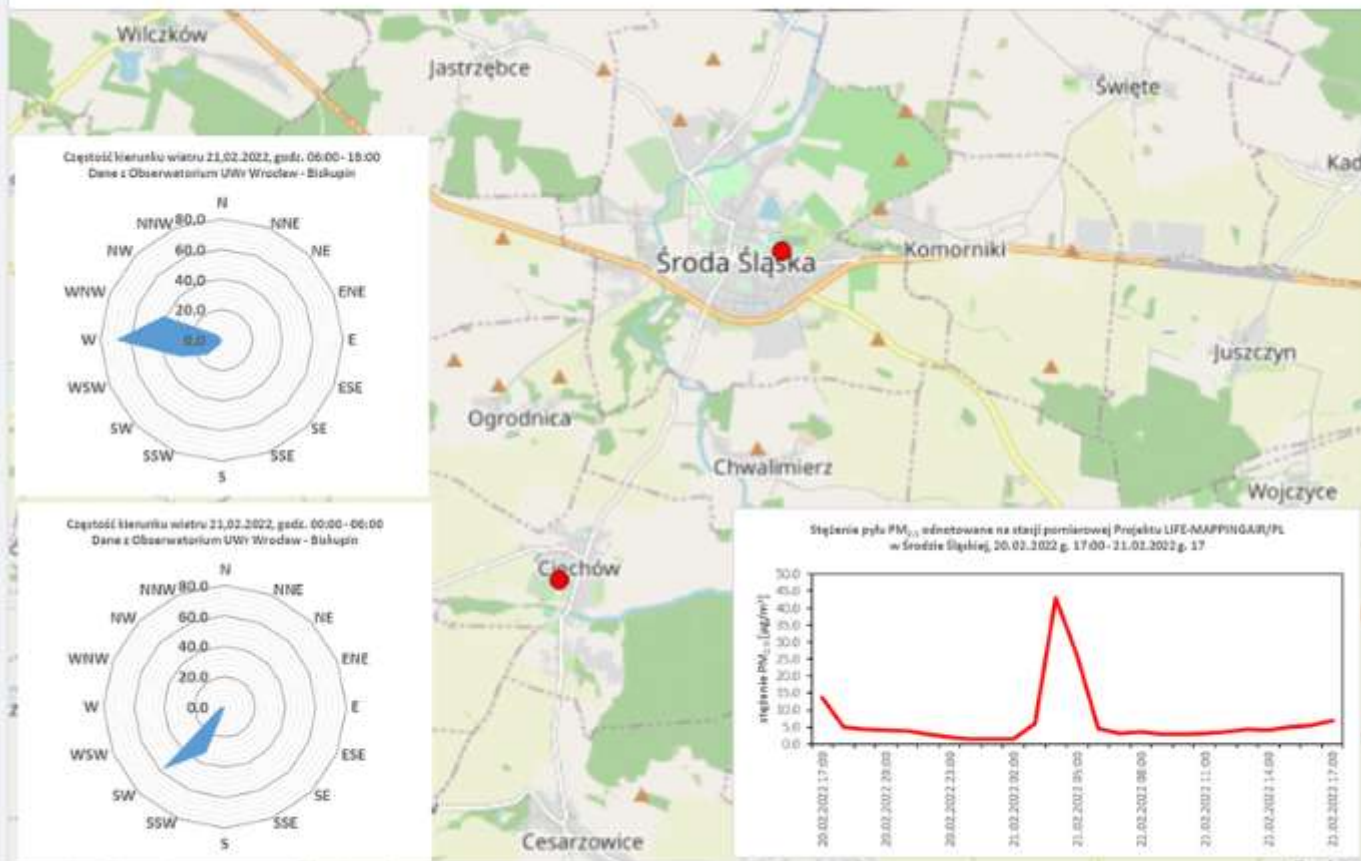 Wilczków
Jastrzębce
Święte
Kad
Środa Śląska
Komorniki
Juszczyn
Ogrodnica
Chwalimierz
Wojczyce
Ciechów
Cesarzowice
Częstość kierunku wiatru 21,02.2022, godz. 06:00 - 18:00
Dane z Obserwatorium UWr Wrocław - Biskupin
N
NNW
80.0
NNE
NW
60.0
NE
40.0
WNW
20.0
ENE
W
0.0
E
WSW
ESE
SW
SE
SSW
SSE
S
Częstość kierunku wiatru 21,02.2022, godz. 00:00 - 06:00
Dane z Obserwatorium UWr Wrocław - Biskupin
N
NNW
80.0
NNE
NW
60.0
NE
40.0
WNW
20.0
ENE
W
0.0
E
WSW
ESE
SW
SE
SSW
SSE
S
Stężenie pyłu PM2.5 odnotowane na stacji pomiarowej Projektu LIFE-MAPPINGAIR/PL
w Środzie Śląskiej, 20.02.2022 g. 17:00 - 21.02.2022 g. 17
stężenie PM2.5 [µg/m³]
50.0
45.0
40.0
35.0
30.0
25.0
20.0
15.0
10.0
5.0
0.0
20.02.2022 17:00
20.02.2022 20:00
20.02.2022 23:00
21.02.2022 02:00
21.02.2022 05:00
21.02.2022 08:00
21.02.2022 11:00
21.02.2022 14:00
21.02.2022 17:00